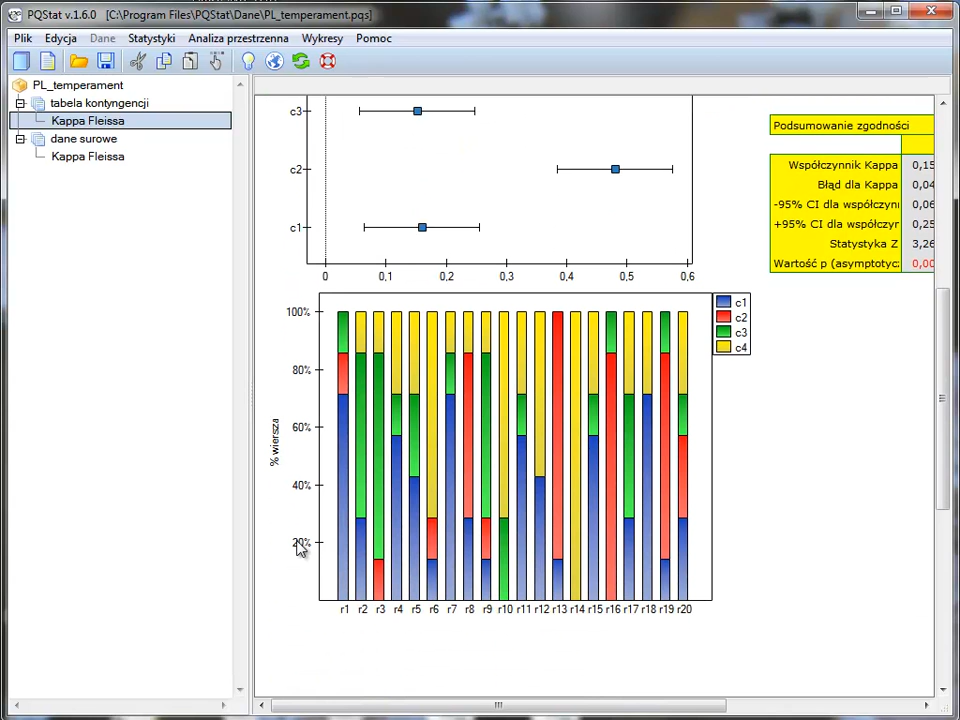 PQStat v.1.6.0 [C:\Program Files\PQStat\Dane\PL_temperament.pqs]
Plik Edycja Dane Statystyki Analiza przestrzenna Wykresy Pomoc
PL_temperament
tabela kontyngencji
Kappa Fleissa
dane surowe
Kappa Fleissa
c3
c2
c1
0 0,1 0,2 0,3 0,4 0,5 0,6
Podsumowanie zgodności
Współczynnik Kappa 0,15
Błąd dla Kappa 0,04
-95% CI dla współczynn 0,06
+95% CI dla współczyr 0,25
Statystyka Z 3,26
Wartość p (asymptotycz 0,00
100%
80%
60%
40%
20%
% wiersza
r1 r2 r3 r4 r5 r6 r7 r8 r9 r10 r11 r12 r13 r14 r15 r16 r17 r18 r19 r20
c1
c2
c3
c4